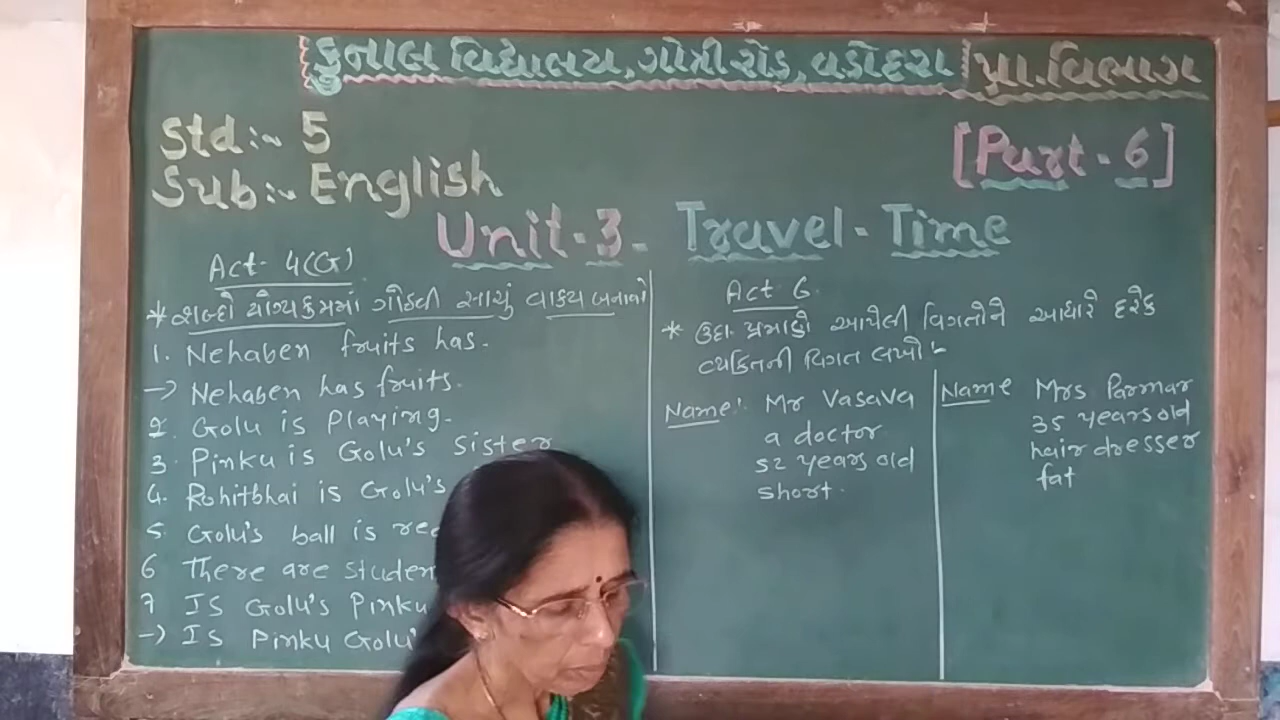 કુનાલ વિદ્યાલય, ગોત્રી રોડ, વડોદરા પ્રા. વિભાગ
Std:- 5
[Part - 6]
Sub:- English
Unit - 3 - Travel - Time
Act- 4(G)
* શબ્દો યોગ્ય ક્રમમાં ગોઠવી સાચું વાક્ય બનાવો
1. Nehaben fruits has.
-> Nehaben has fruits.
2. Golu is playing.
3. Pinku is Golu's sister
4. Rohitbhai is Golu's
5. Golu's ball is
6 There are
7 Is Golu's Pinku
-> Is Pinku Golu'
Act 6
* ઉદા. પ્રમાણે આપેલી વિગતોને આધારે દરેક
વ્યક્તિની વિગત લખો:-
Name:- Mr Vasava
a doctor
52 years old
short.
Name Mrs Parmar
35 years old
hair dresser
fat